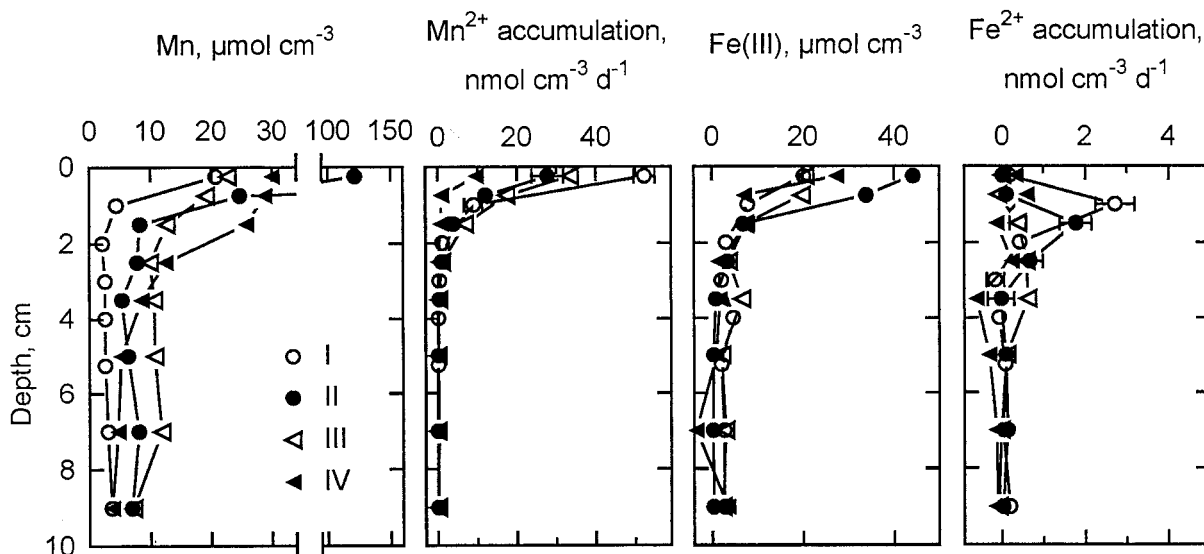 Mn, µmol cm⁻³
Mn²⁺ accumulation,
nmol cm⁻³ d⁻¹
Fe(III), µmol cm⁻³
Fe²⁺ accumulation,
nmol cm⁻³ d⁻¹
0 10 20 30 100 150
0 20 40
0 20 40
0 2 4
Depth, cm
0
2
4
6
8
10
I
II
III
IV